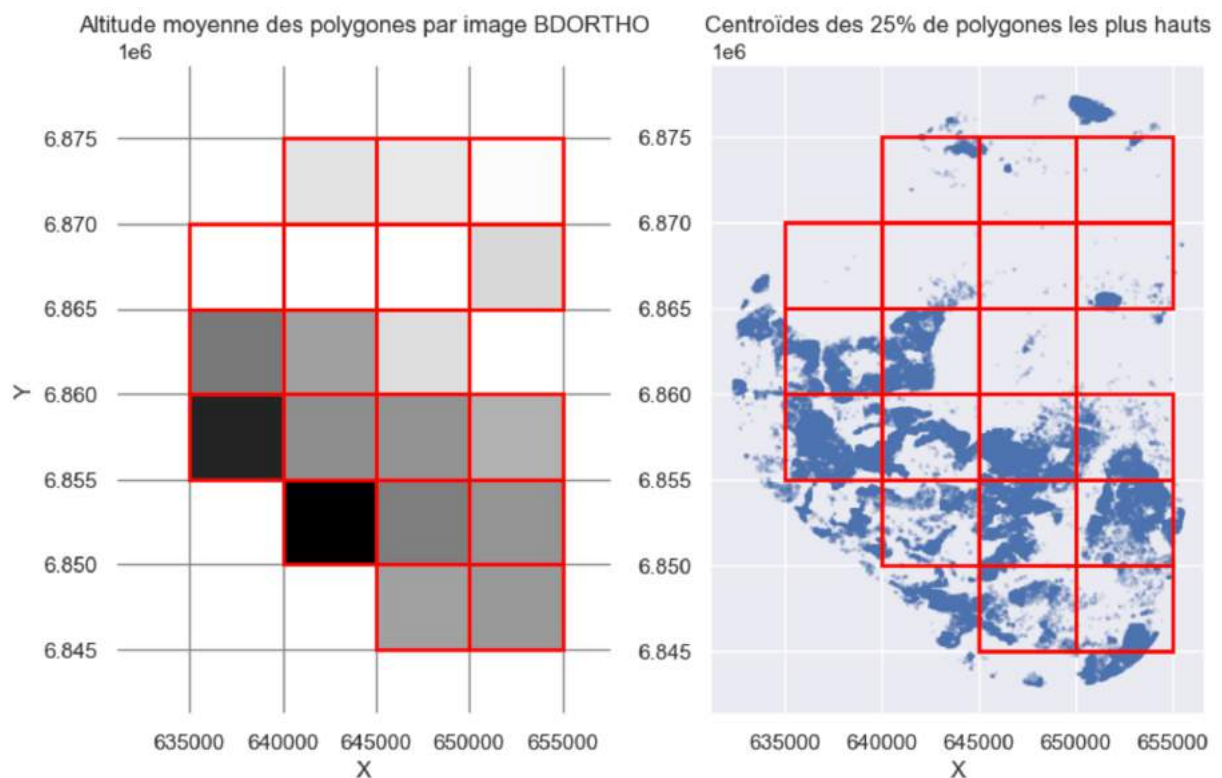 Altitude moyenne des polygones par image BDORTHO
1e6
6.875
6.870
6.865
6.860
6.855
6.850
6.845
Y
635000 640000 645000 650000 655000
X
Centroïdes des 25% de polygones les plus hauts
1e6
6.875
6.870
6.865
6.860
6.855
6.850
6.845
635000 640000 645000 650000 655000
X